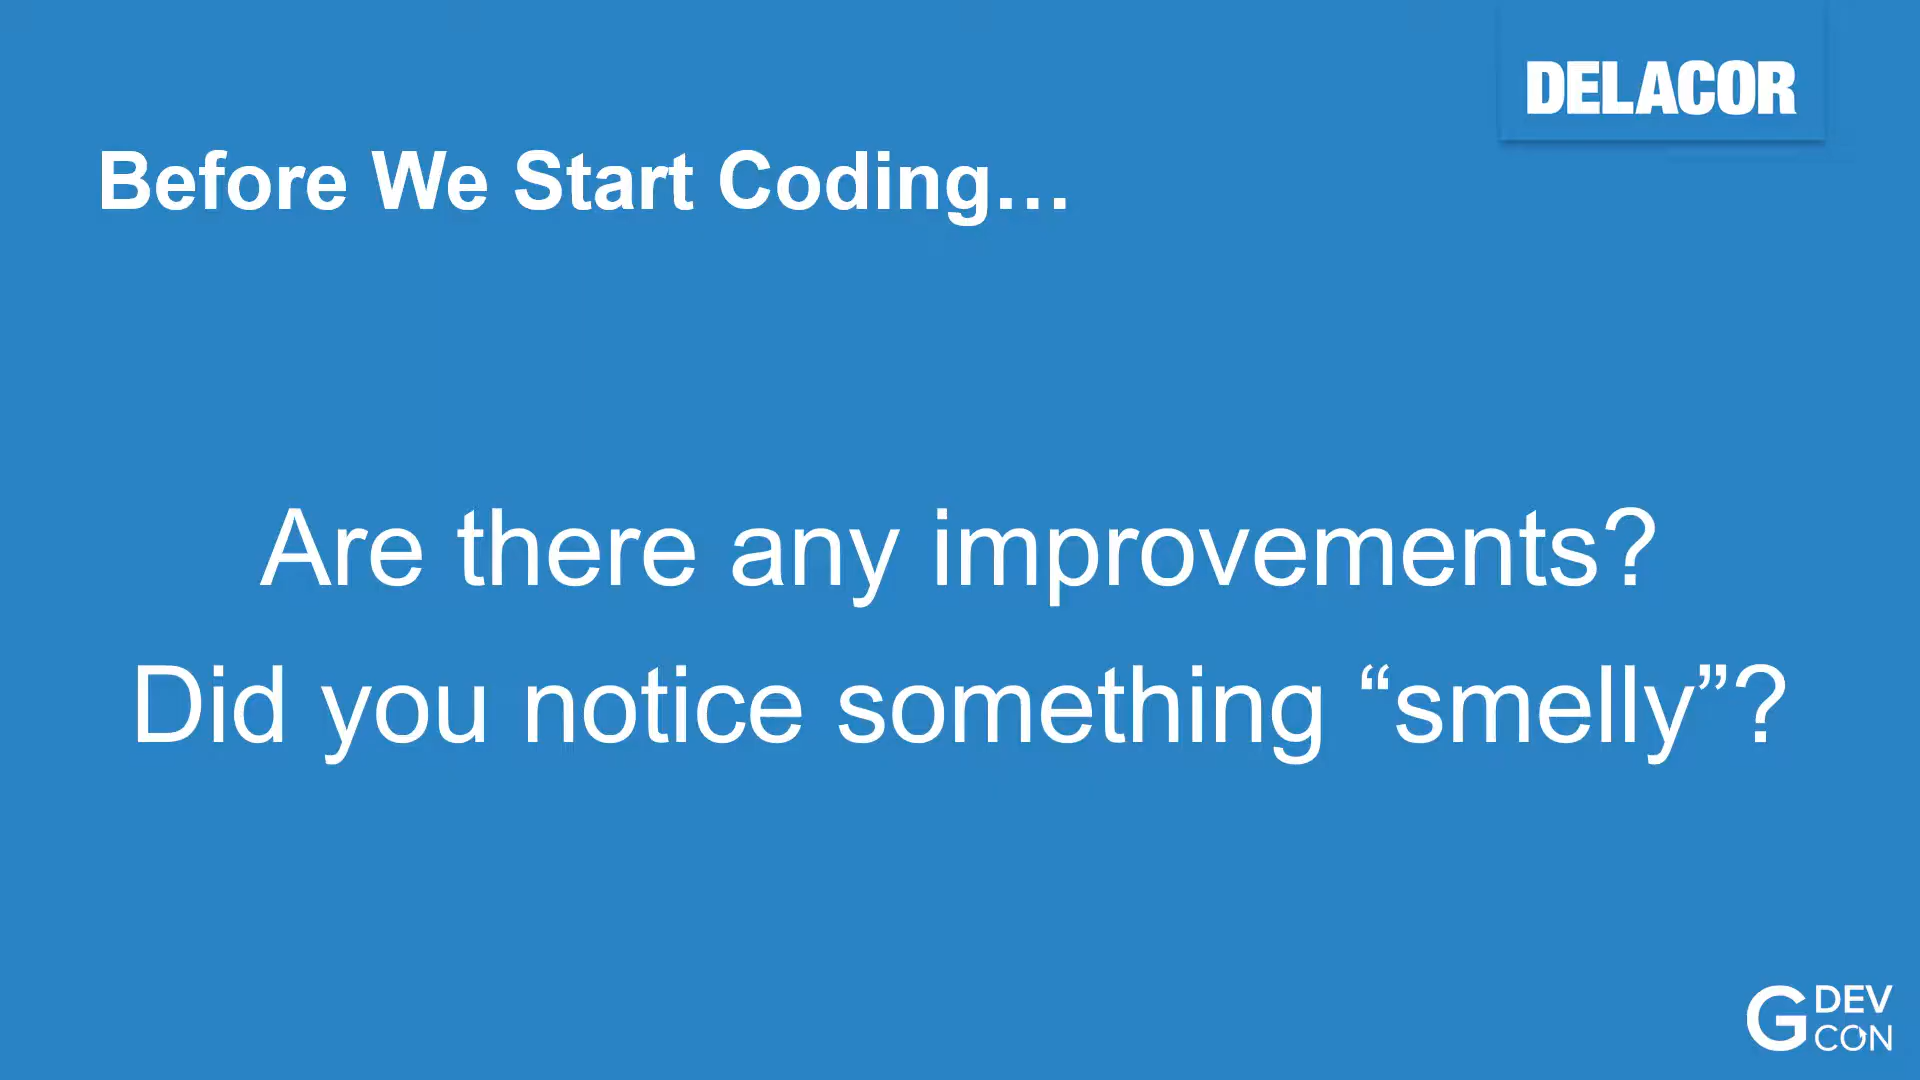 DELACOR
Before We Start Coding…
Are there any improvements?
Did you notice something “smelly”?
G DEV
CON